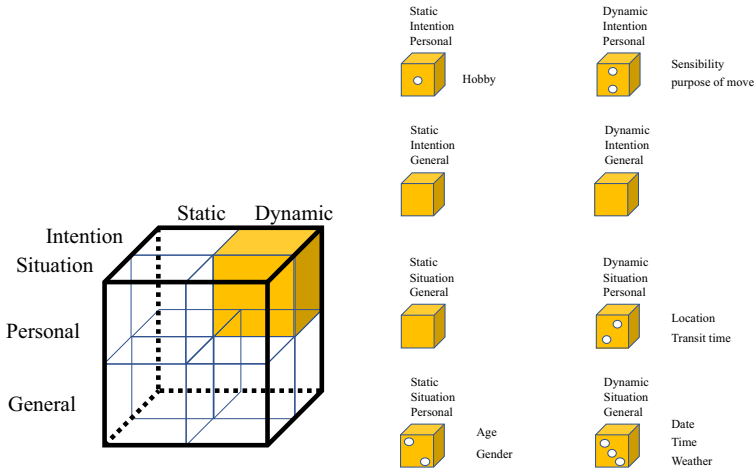 Static Dynamic
Intention
Situation
Personal
General
Static
Intention
Personal
Hobby
Dynamic
Intention
Personal
Sensibility
purpose of move
Static
Intention
General
Dynamic
Intention
General
Static
Situation
General
Dynamic
Situation
Personal
Location
Transit time
Static
Situation
Personal
Age
Gender
Dynamic
Situation
General
Date
Time
Weather